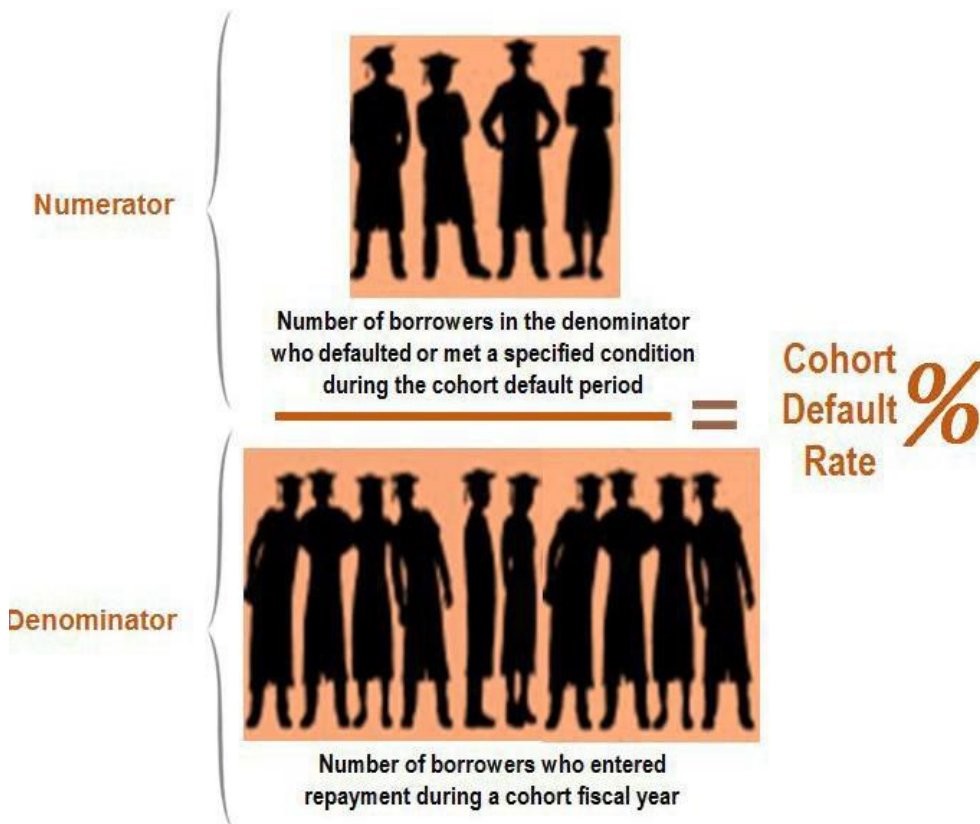 Numerator
Number of borrowers in the denominator
who defaulted or met a specified condition
during the cohort default period
=
Cohort
Default
Rate
%
Denominator
Number of borrowers who entered
repayment during a cohort fiscal year